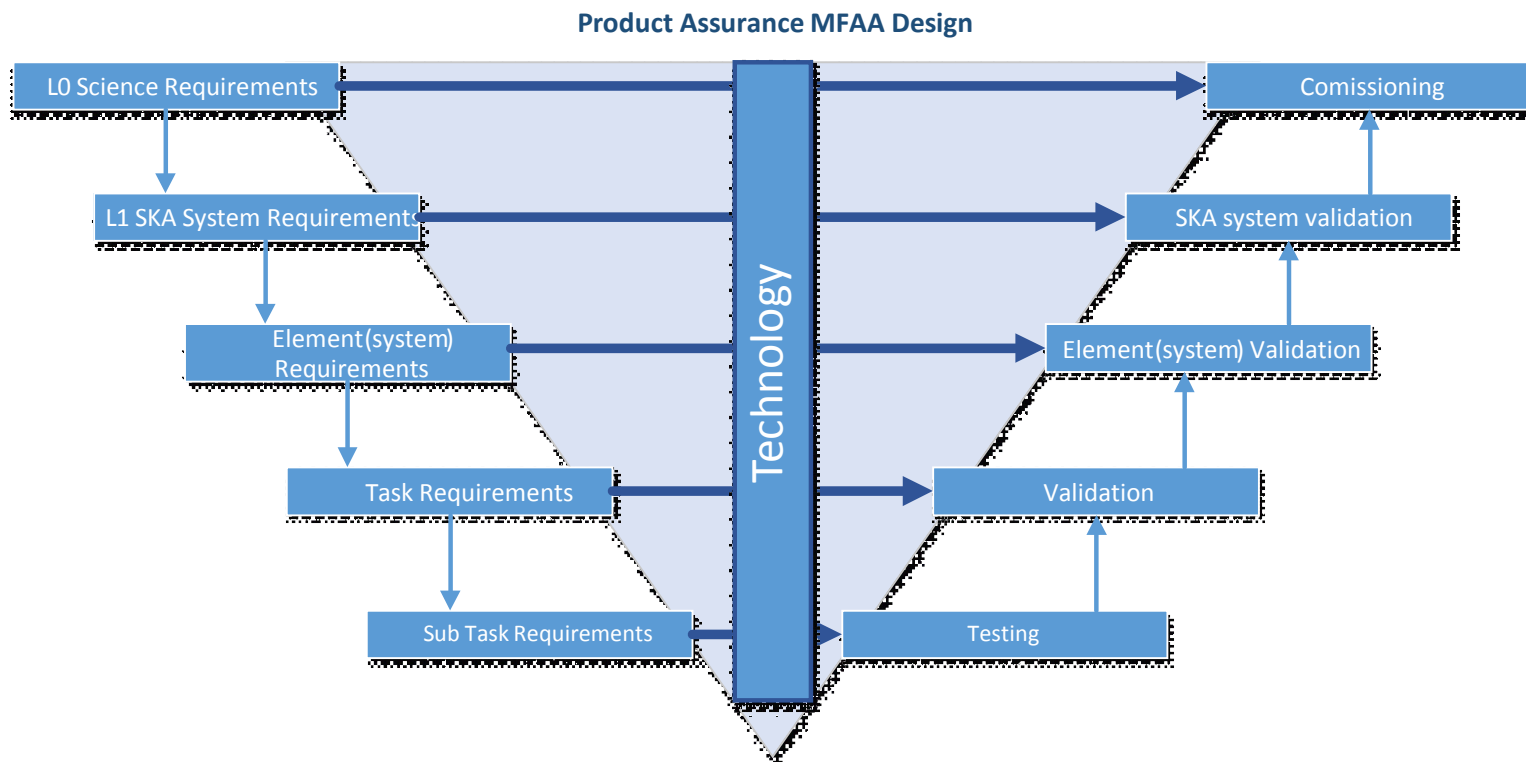 Product Assurance MFAA Design
L0 Science Requirements
Comissioning
L1 SKA System Requirements
SKA system validation
Element(system)
Requirements
Element(system) Validation
Technology
Task Requirements
Validation
Sub Task Requirements
Testing